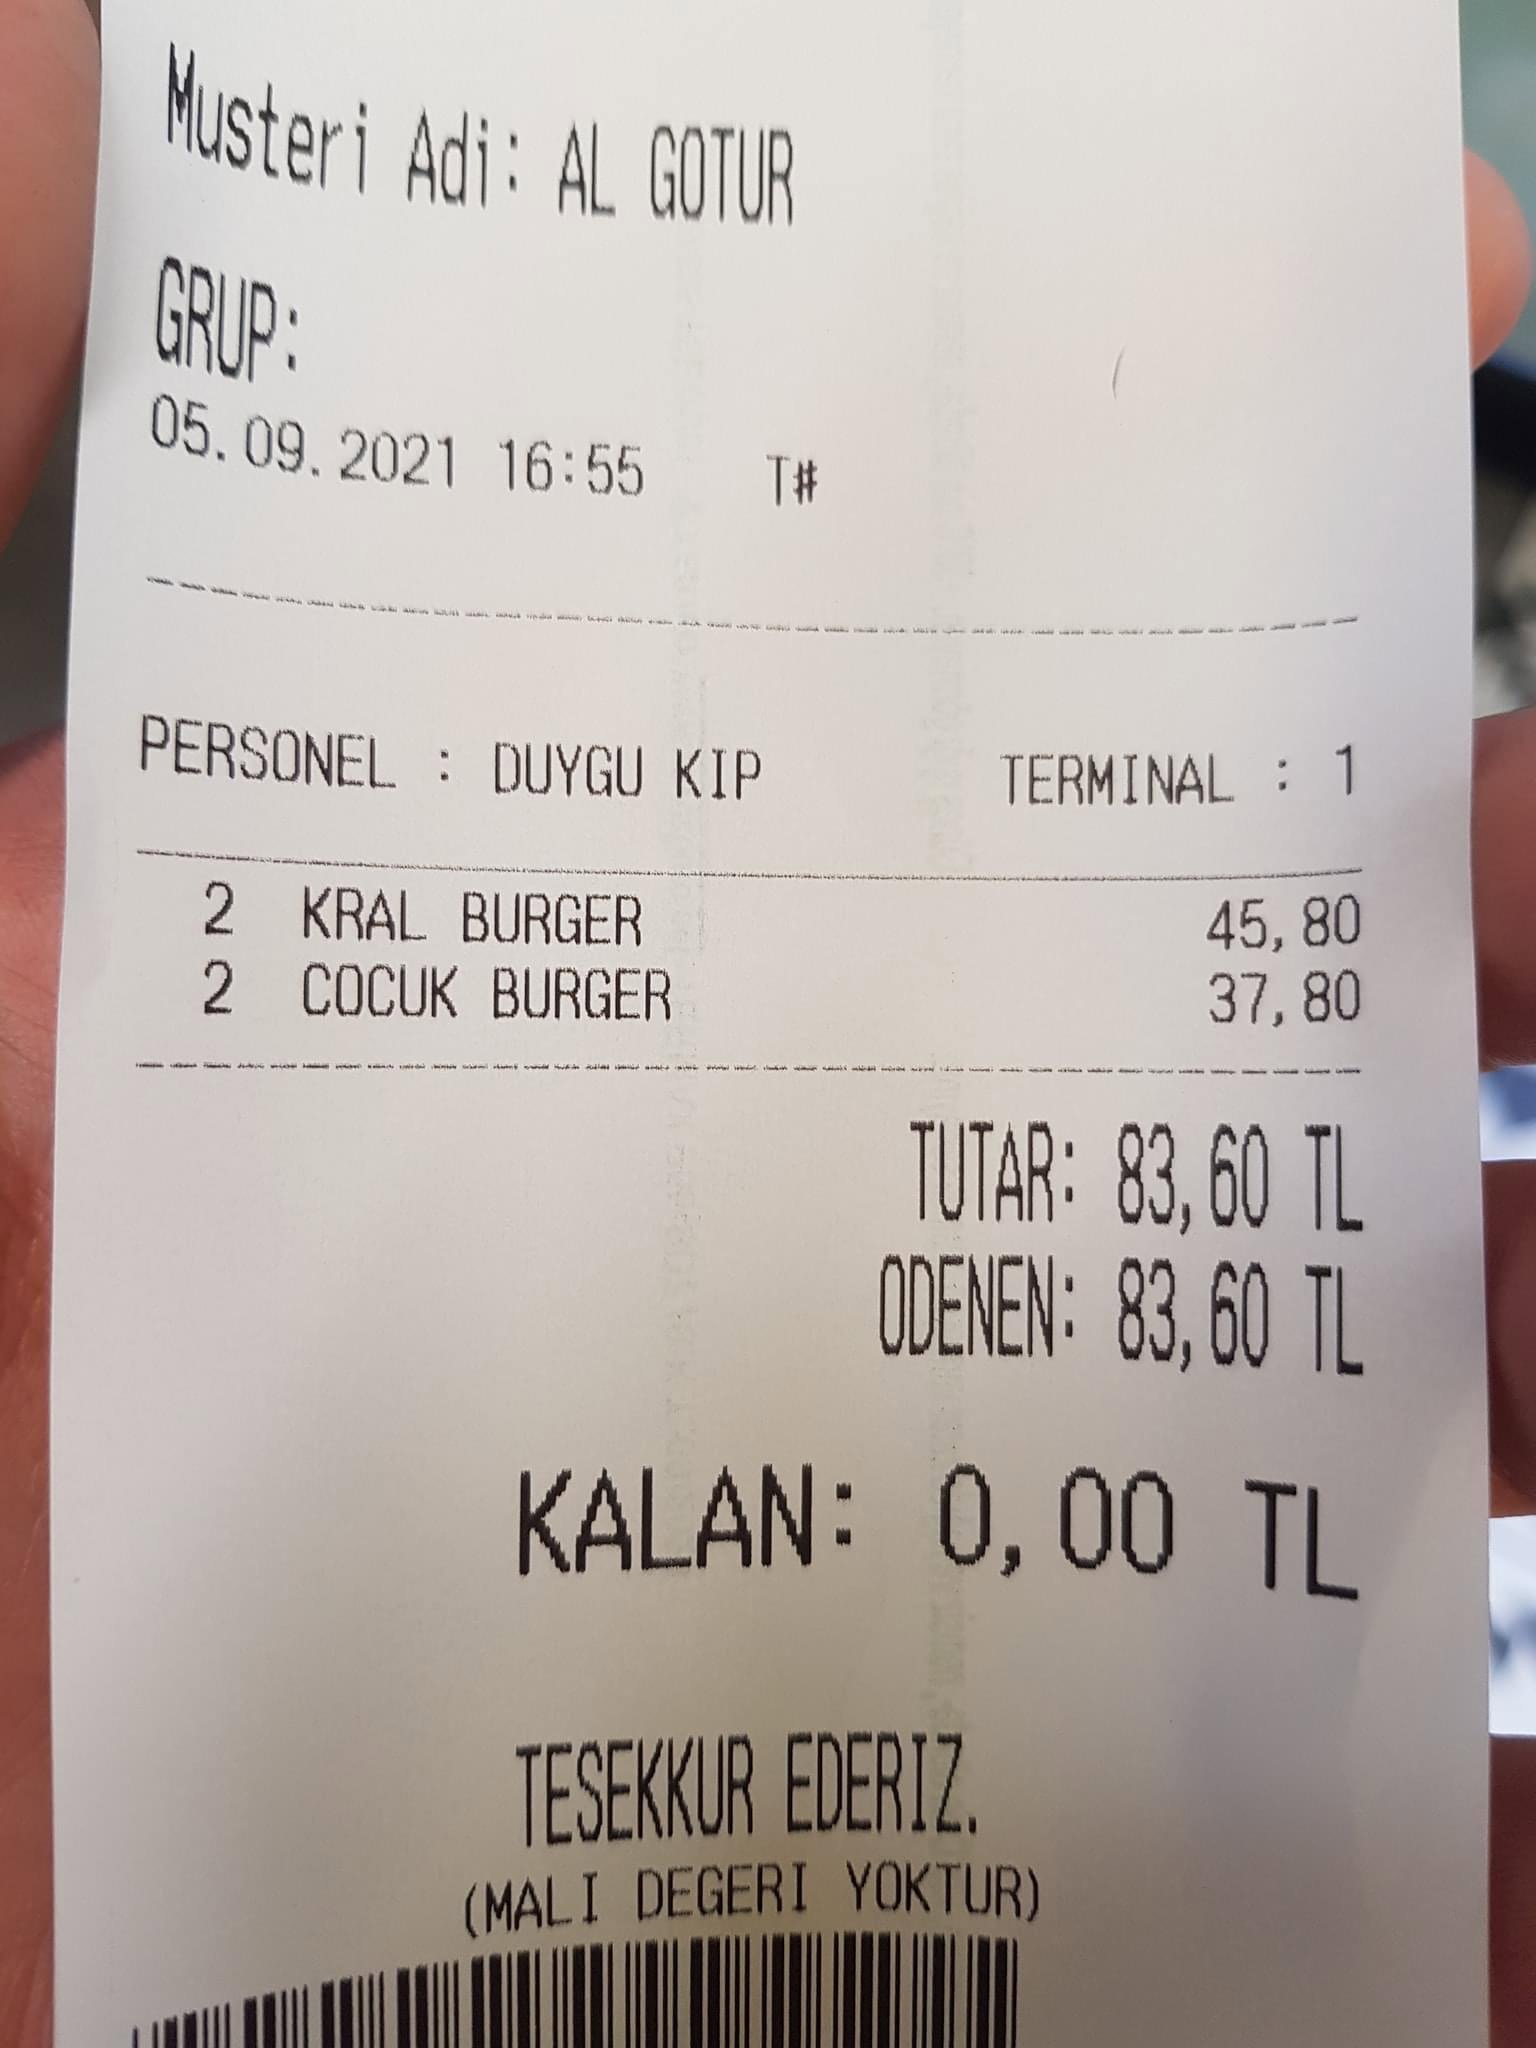 Musteri Adi: AL GOTUR
GRUP:
05.09.2021 16:55 T#
PERSONEL : DUYGU KIP TERMINAL : 1
2 KRAL BURGER 45,80
2 COCUK BURGER 37,80
TUTAR: 83,60 TL
ODENEN: 83,60 TL
KALAN: 0,00 TL
TESEKKUR EDERIZ.
(MALI DEGERI YOKTUR)